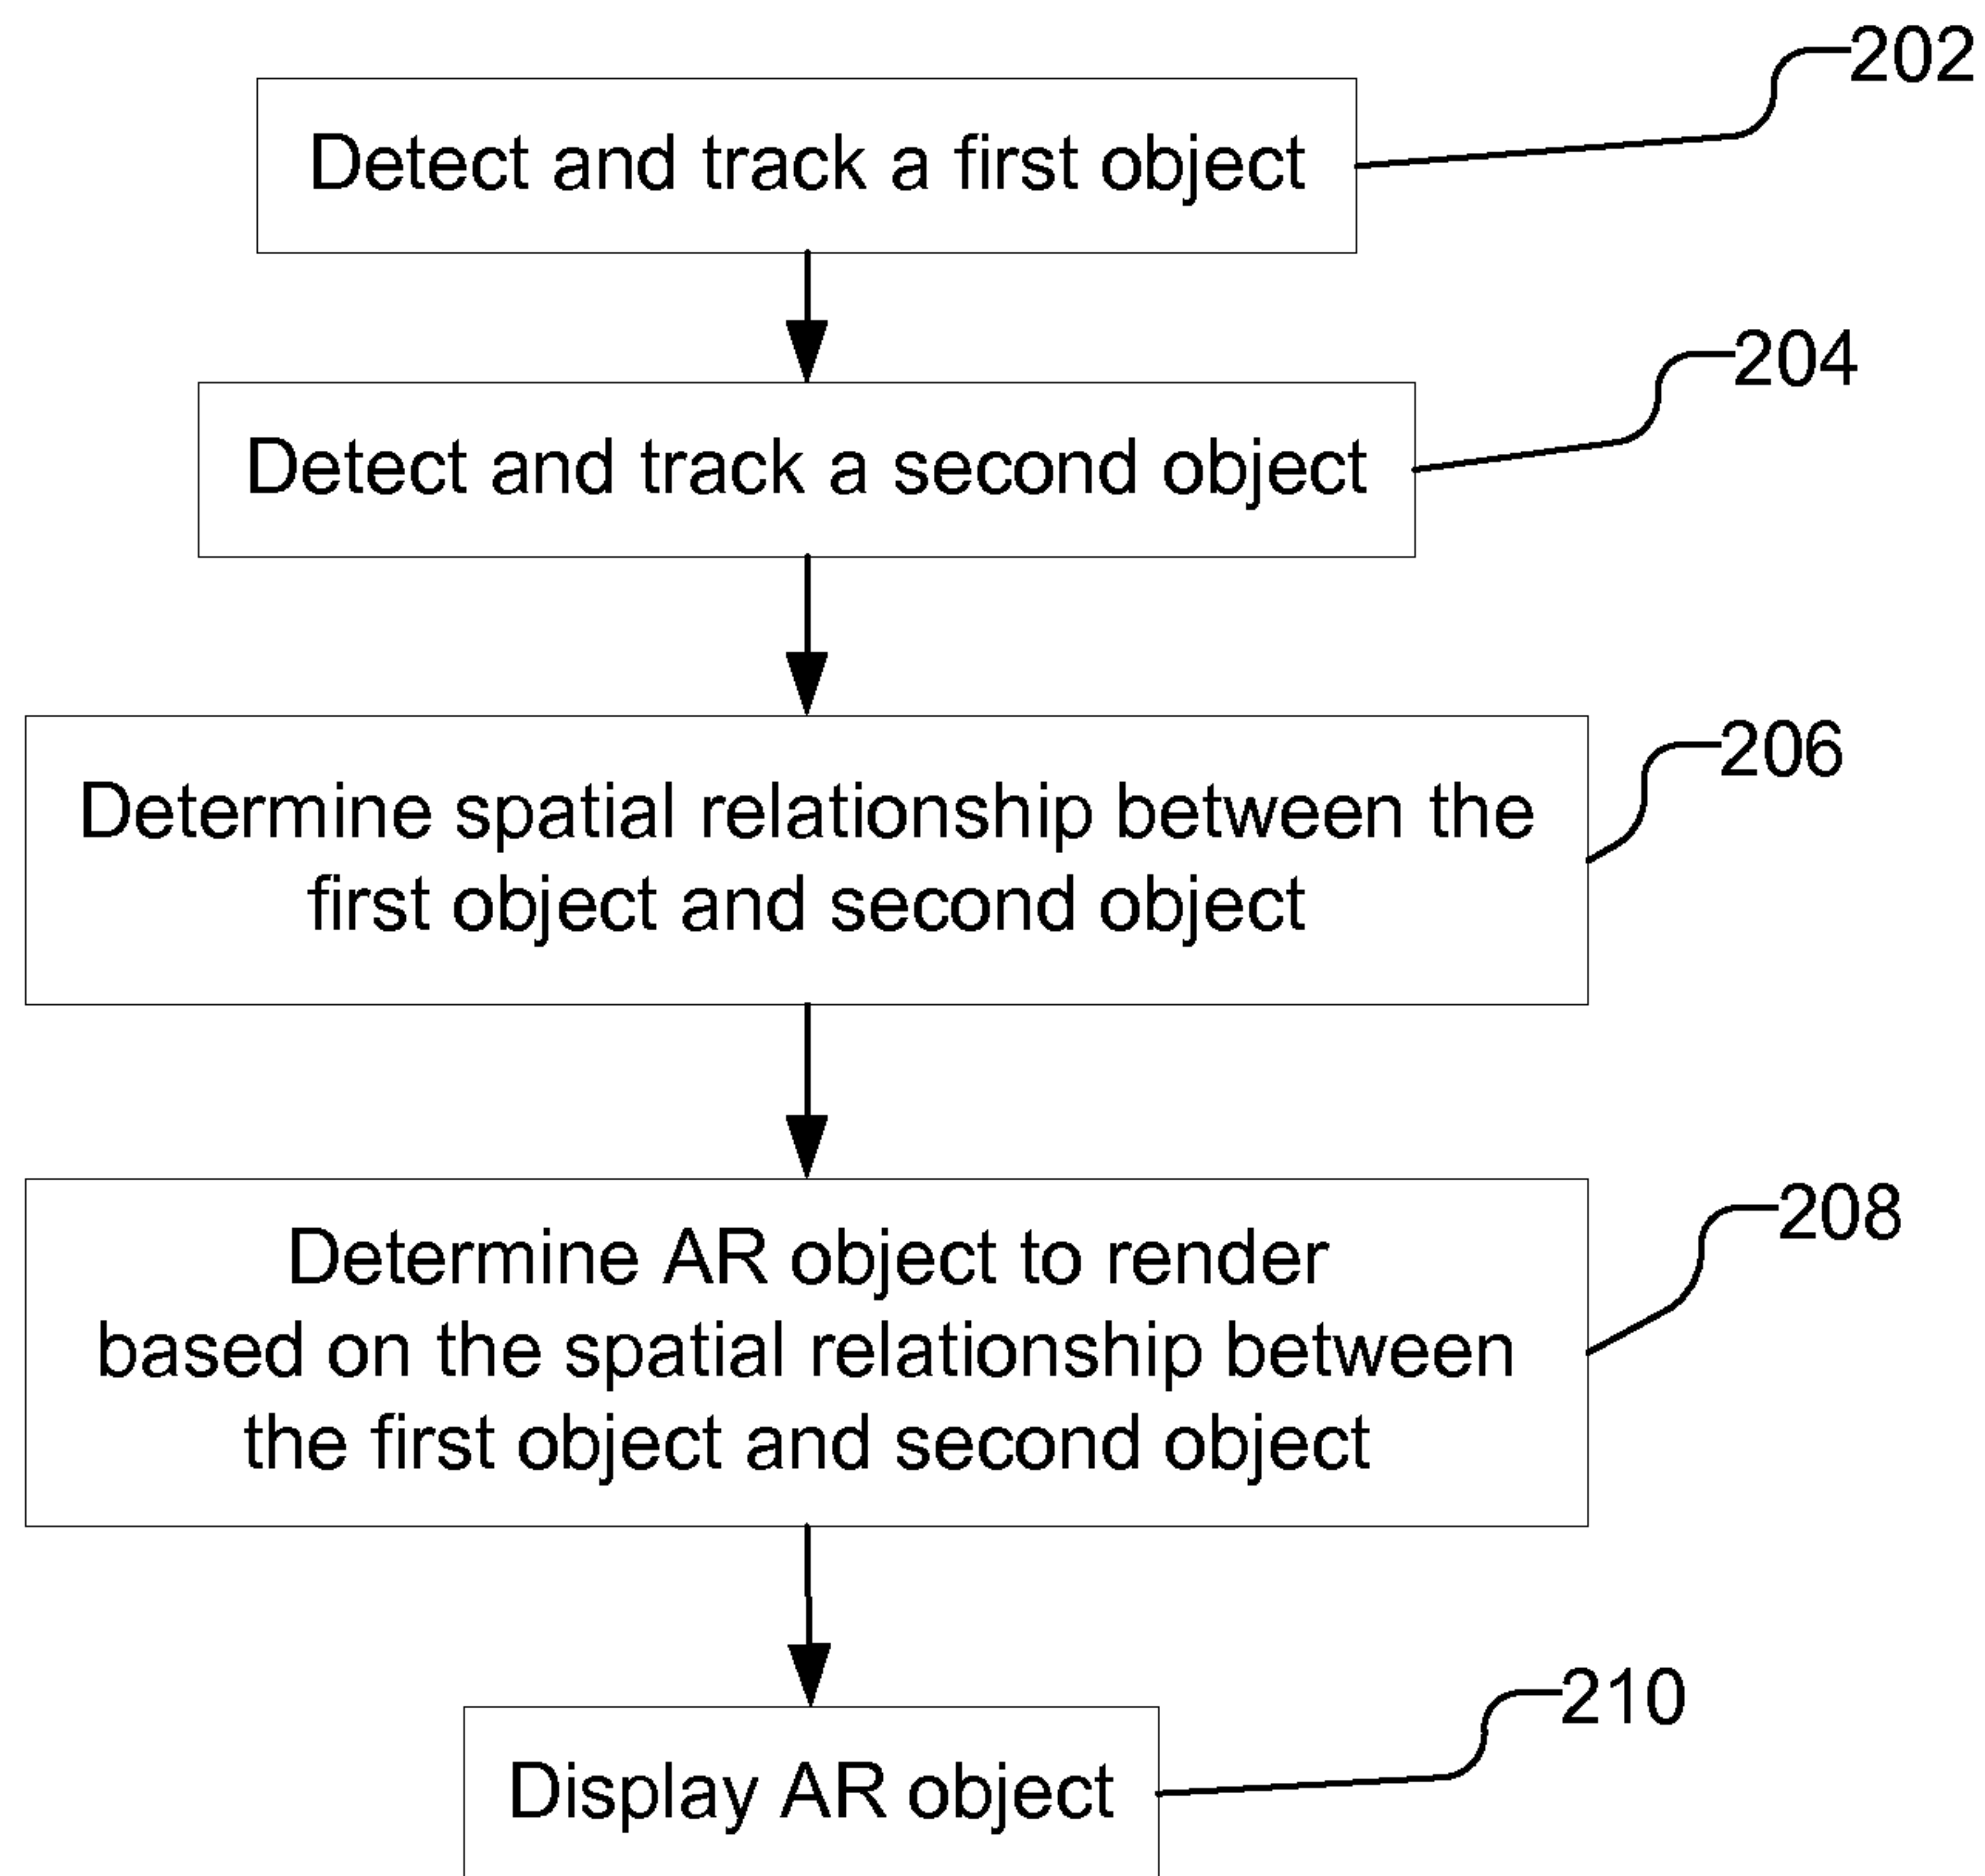 202
Detect and track a first object
204
Detect and track a second object
206
Determine spatial relationship between the
first object and second object
208
Determine AR object to render
based on the spatial relationship between
the first object and second object
210
Display AR object